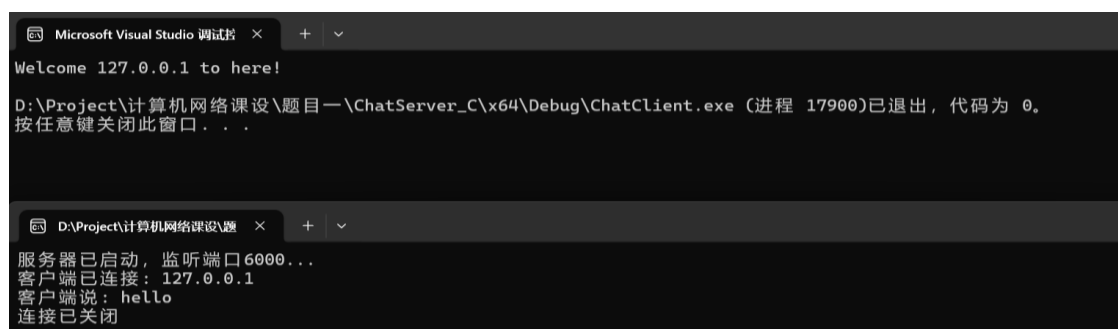 Microsoft Visual Studio 调试控
Welcome 127.0.0.1 to here!
D:\Project\计算机网络课设\题目一\ChatServer_C\x64\Debug\ChatClient.exe (进程 17900)已退出，代码为 0。
按任意键关闭此窗口. . .
D:\Project\计算机网络课设\题
服务器已启动，监听端口6000...
客户端已连接: 127.0.0.1
客户端说: hello
连接已关闭